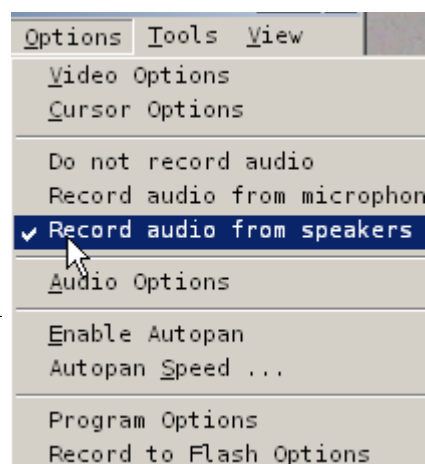 Options Tools View
Video Options
Cursor Options
Do not record audio
Record audio from microphon
Record audio from speakers
Audio Options
Enable Autopan
Autopan Speed ...
Program Options
Record to Flash Options